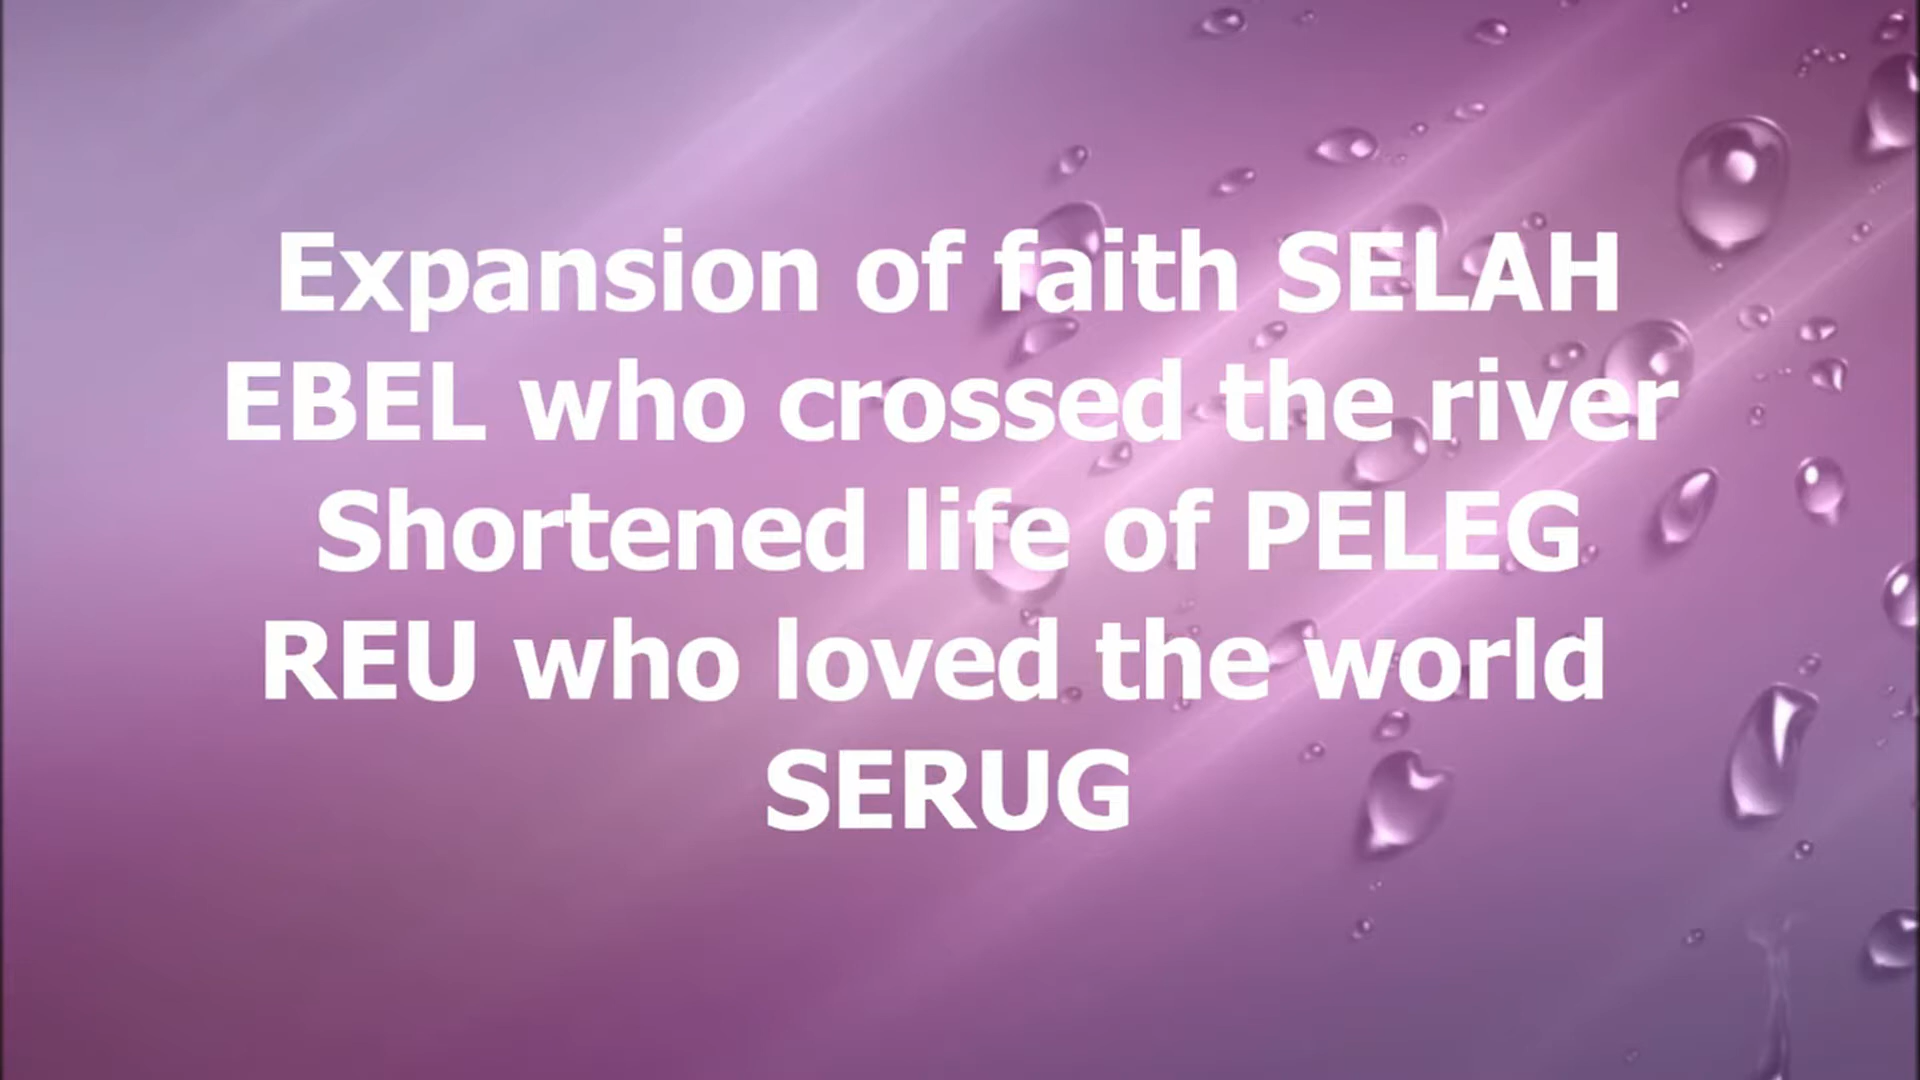 Expansion of faith SELAH
EBEL who crossed the river
Shortened life of PELEG
REU who loved the world
SERUG